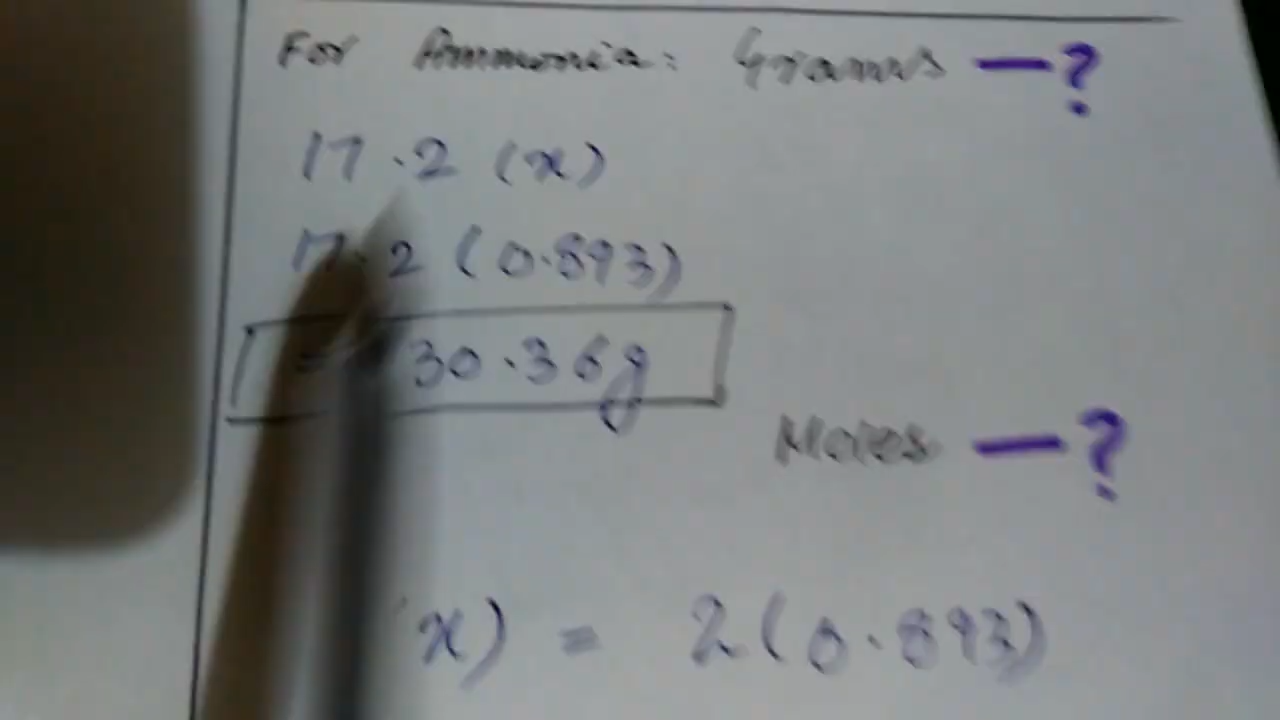 For Ammonia: Grams —?
17.2 (x)
17.2 (0.893)
30.36g
Moles —?
x) = 2(0.893)